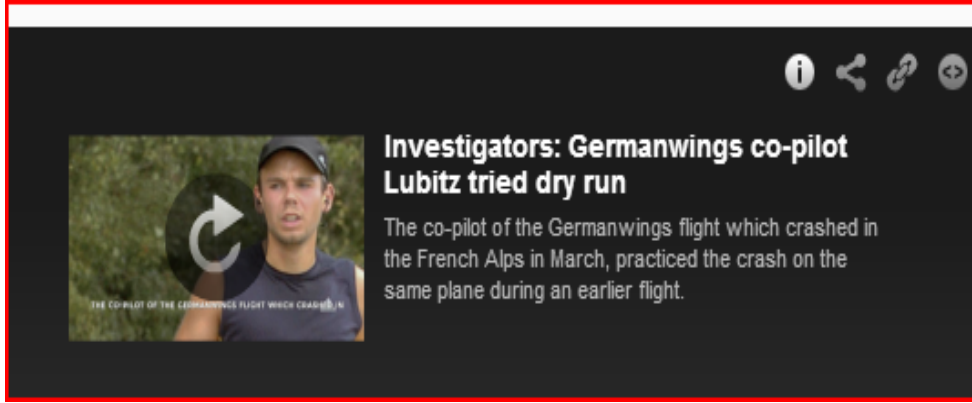 Investigators: Germanwings co-pilot
Lubitz tried dry run
The co-pilot of the Germanwings flight which crashed in
the French Alps in March, practiced the crash on the
same plane during an earlier flight.
THE CO-PILOT OF THE GERMANWINGS FLIGHT WHICH CRASHED IN